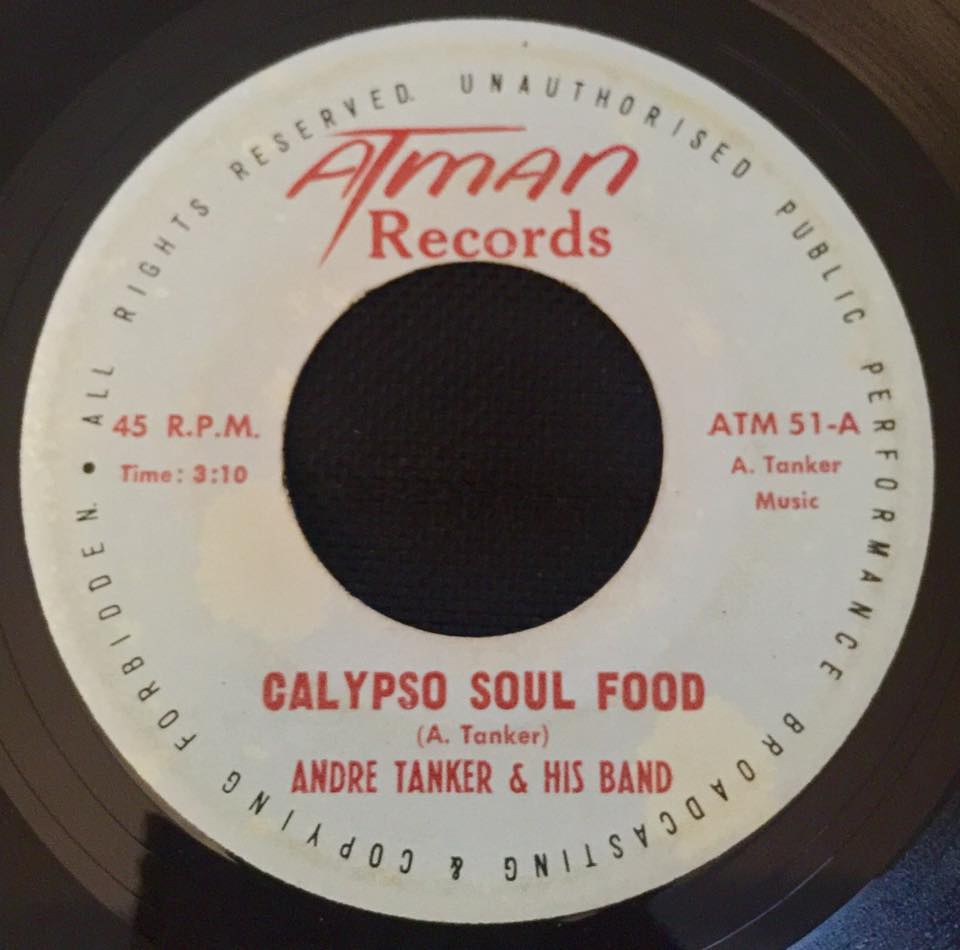 ALL RIGHTS RESERVED. UNAUTHORISED PUBLIC PERFORMANCE BROADCASTING & COPYING FORBIDDEN. •
ATMAN
Records
45 R.P.M.
Time: 3:10
ATM 51-A
A. Tanker
Music
CALYPSO SOUL FOOD
(A. Tanker)
ANDRE TANKER & HIS BAND